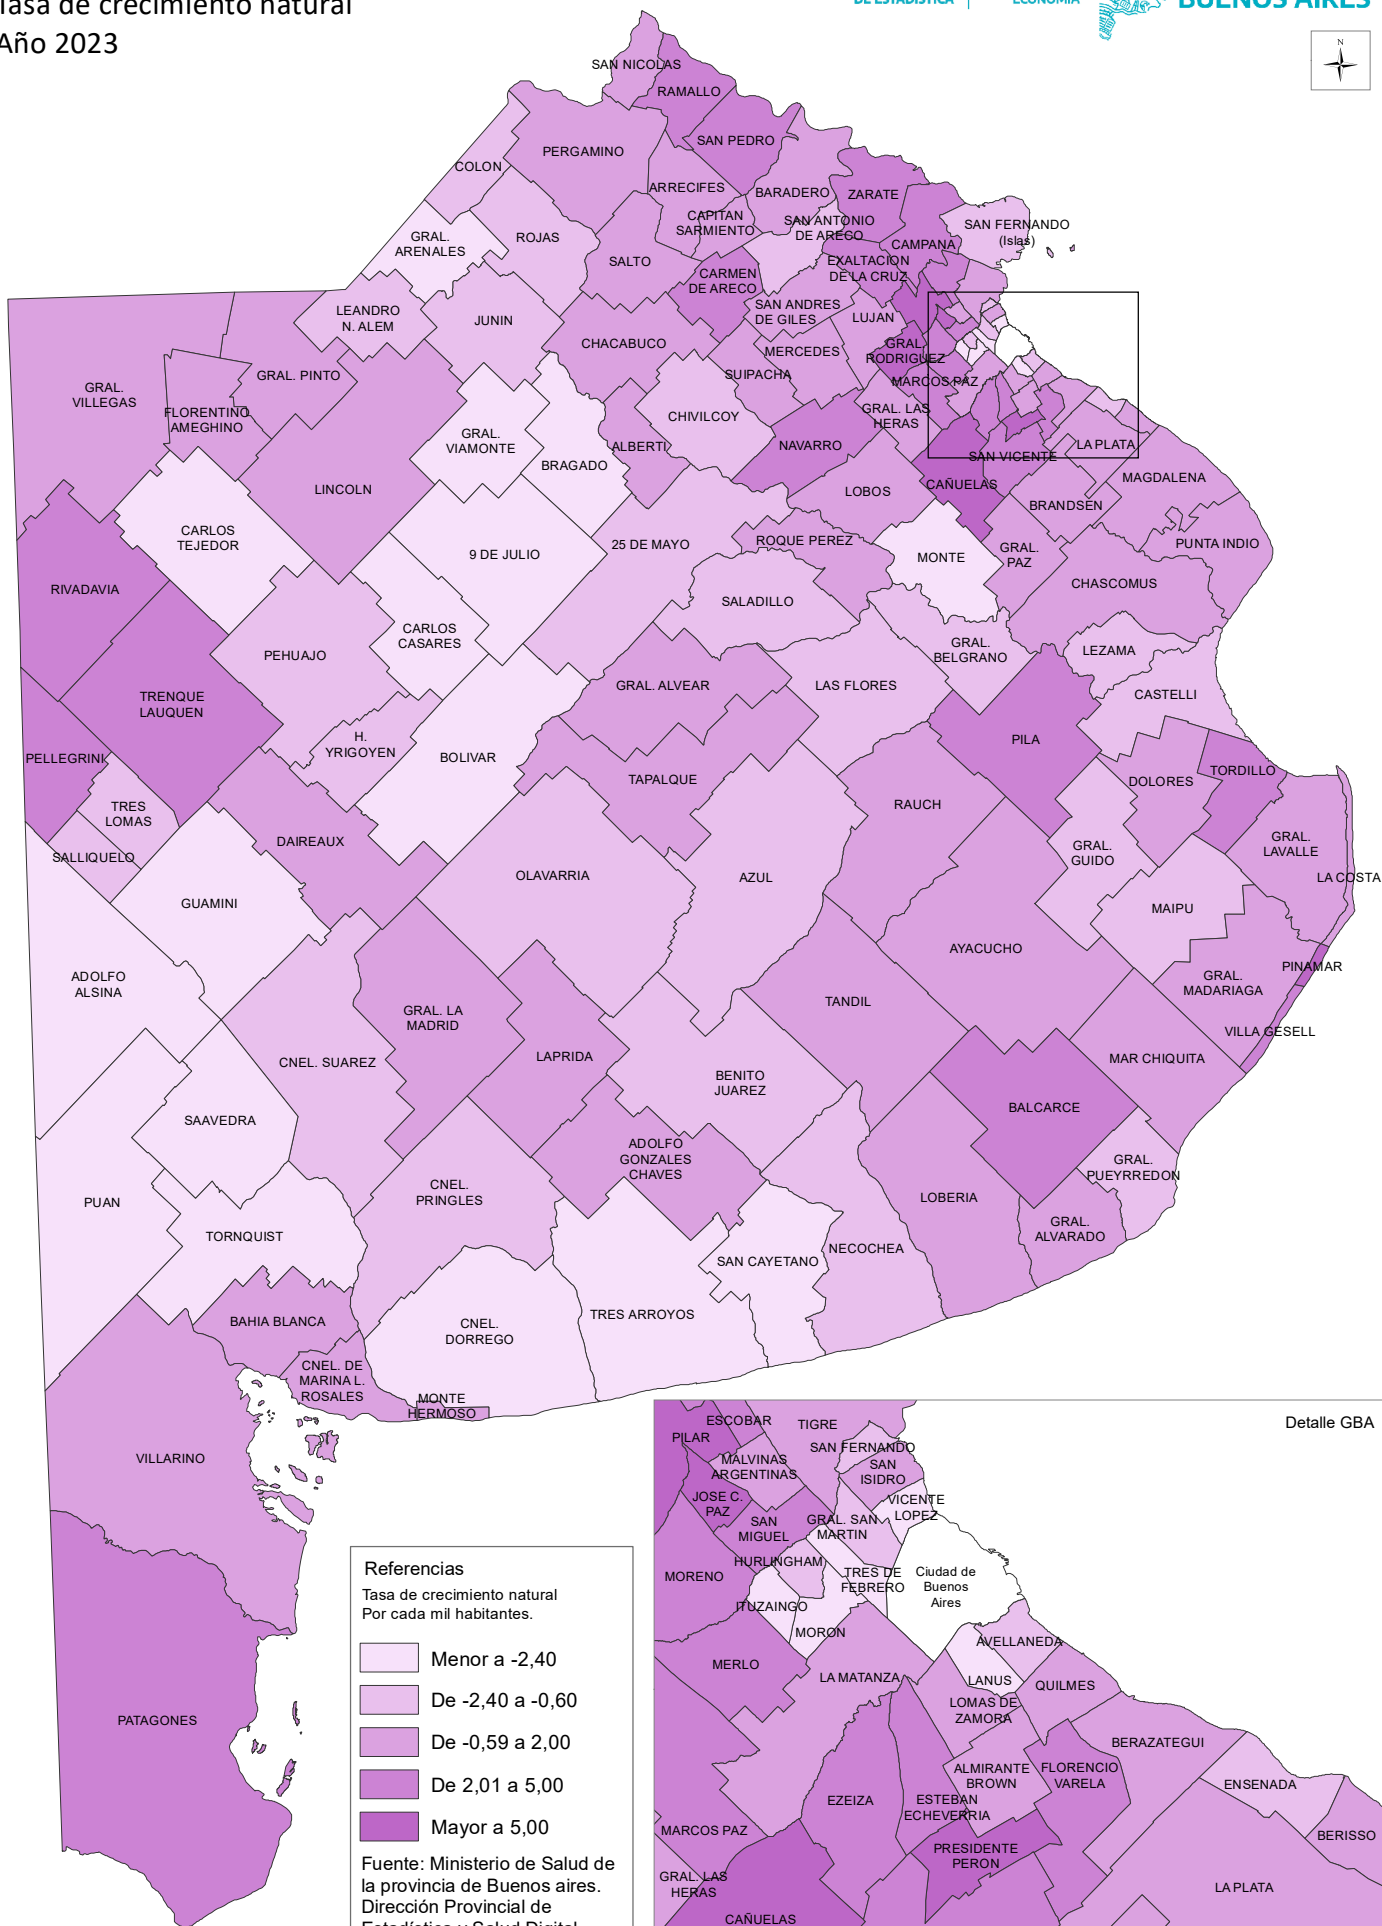 Tasa de crecimiento natural
Año 2023
DE ESTADÍSTICA
ECONOMÍA
BUENOS AIRES
N
SAN NICOLAS
RAMALLO
SAN PEDRO
COLON
PERGAMINO
ARRECIFES
BARADERO
ZARATE
CAPITAN
SARMIENTO
SAN ANTONIO
DE ARECO
SAN FERNANDO
(Islas)
GRAL.
ARENALES
ROJAS
CAMPANA
SALTO
EXALTACION
DE LA CRUZ
CARMEN
DE ARECO
LEANDRO
N. ALEM
JUNIN
SAN ANDRES
DE GILES
LUJAN
CHACABUCO
MERCEDES
GRAL.
RODRIGUEZ
GRAL.
VILLEGAS
GRAL. PINTO
SUIPACHA
MARCOS PAZ
FLORENTINO
AMEGHINO
CHIVILCOY
GRAL. LAS
HERAS
GRAL.
VIAMONTE
BRAGADO
ALBERTI
NAVARRO
LA PLATA
SAN VICENTE
LINCOLN
LOBOS
CAÑUELAS
MAGDALENA
BRANDSEN
CARLOS
TEJEDOR
9 DE JULIO
25 DE MAYO
ROQUE PEREZ
MONTE
GRAL.
PAZ
PUNTA INDIO
RIVADAVIA
CHASCOMUS
SALADILLO
CARLOS
CASARES
PEHUAJO
GRAL.
BELGRANO
LEZAMA
TRENQUE
LAUQUEN
GRAL. ALVEAR
LAS FLORES
CASTELLI
H.
YRIGOYEN
PILA
PELLEGRINI
BOLIVAR
TAPALQUE
DOLORES
TORDILLO
TRES
LOMAS
RAUCH
DAIREAUX
GRAL.
GUIDO
GRAL.
LAVALLE
SALLIQUELO
OLAVARRIA
AZUL
LA COSTA
GUAMINI
MAIPU
AYACUCHO
ADOLFO
ALSINA
PINAMAR
GRAL.
MADARIAGA
GRAL. LA
MADRID
TANDIL
VILLA GESELL
CNEL. SUAREZ
LAPRIDA
MAR CHIQUITA
BENITO
JUAREZ
BALCARCE
SAAVEDRA
ADOLFO
GONZALES
CHAVES
GRAL.
PUEYRREDON
PUAN
CNEL.
PRINGLES
LOBERIA
GRAL.
ALVARADO
TORNQUIST
NECOCHEA
SAN CAYETANO
BAHIA BLANCA
TRES ARROYOS
CNEL.
DORREGO
CNEL. DE
MARINA L.
ROSALES
MONTE
HERMOSO
VILLARINO
PATAGONES
Detalle GBA
ESCOBAR
TIGRE
PILAR
SAN FERNANDO
MALVINAS
ARGENTINAS
SAN
ISIDRO
JOSE C.
PAZ
VICENTE
LOPEZ
SAN
MIGUEL
GRAL. SAN
MARTIN
HURLINGHAM
MORENO
TRES DE
FEBRERO
Ciudad de
Buenos
Aires
ITUZAINGO
MORON
AVELLANEDA
MERLO
LA MATANZA
LANUS
QUILMES
LOMAS DE
ZAMORA
BERAZATEGUI
ALMIRANTE
BROWN
FLORENCIO
VARELA
ENSENADA
EZEIZA
ESTEBAN
ECHEVERRIA
MARCOS PAZ
BERISSO
PRESIDENTE
PERON
GRAL. LAS
HERAS
LA PLATA
CAÑUELAS
Referencias
Tasa de crecimiento natural
Por cada mil habitantes.
Menor a -2,40
De -2,40 a -0,60
De -0,59 a 2,00
De 2,01 a 5,00
Mayor a 5,00
Fuente: Ministerio de Salud de
la provincia de Buenos aires.
Dirección Provincial de
Estadística y Salud Digital